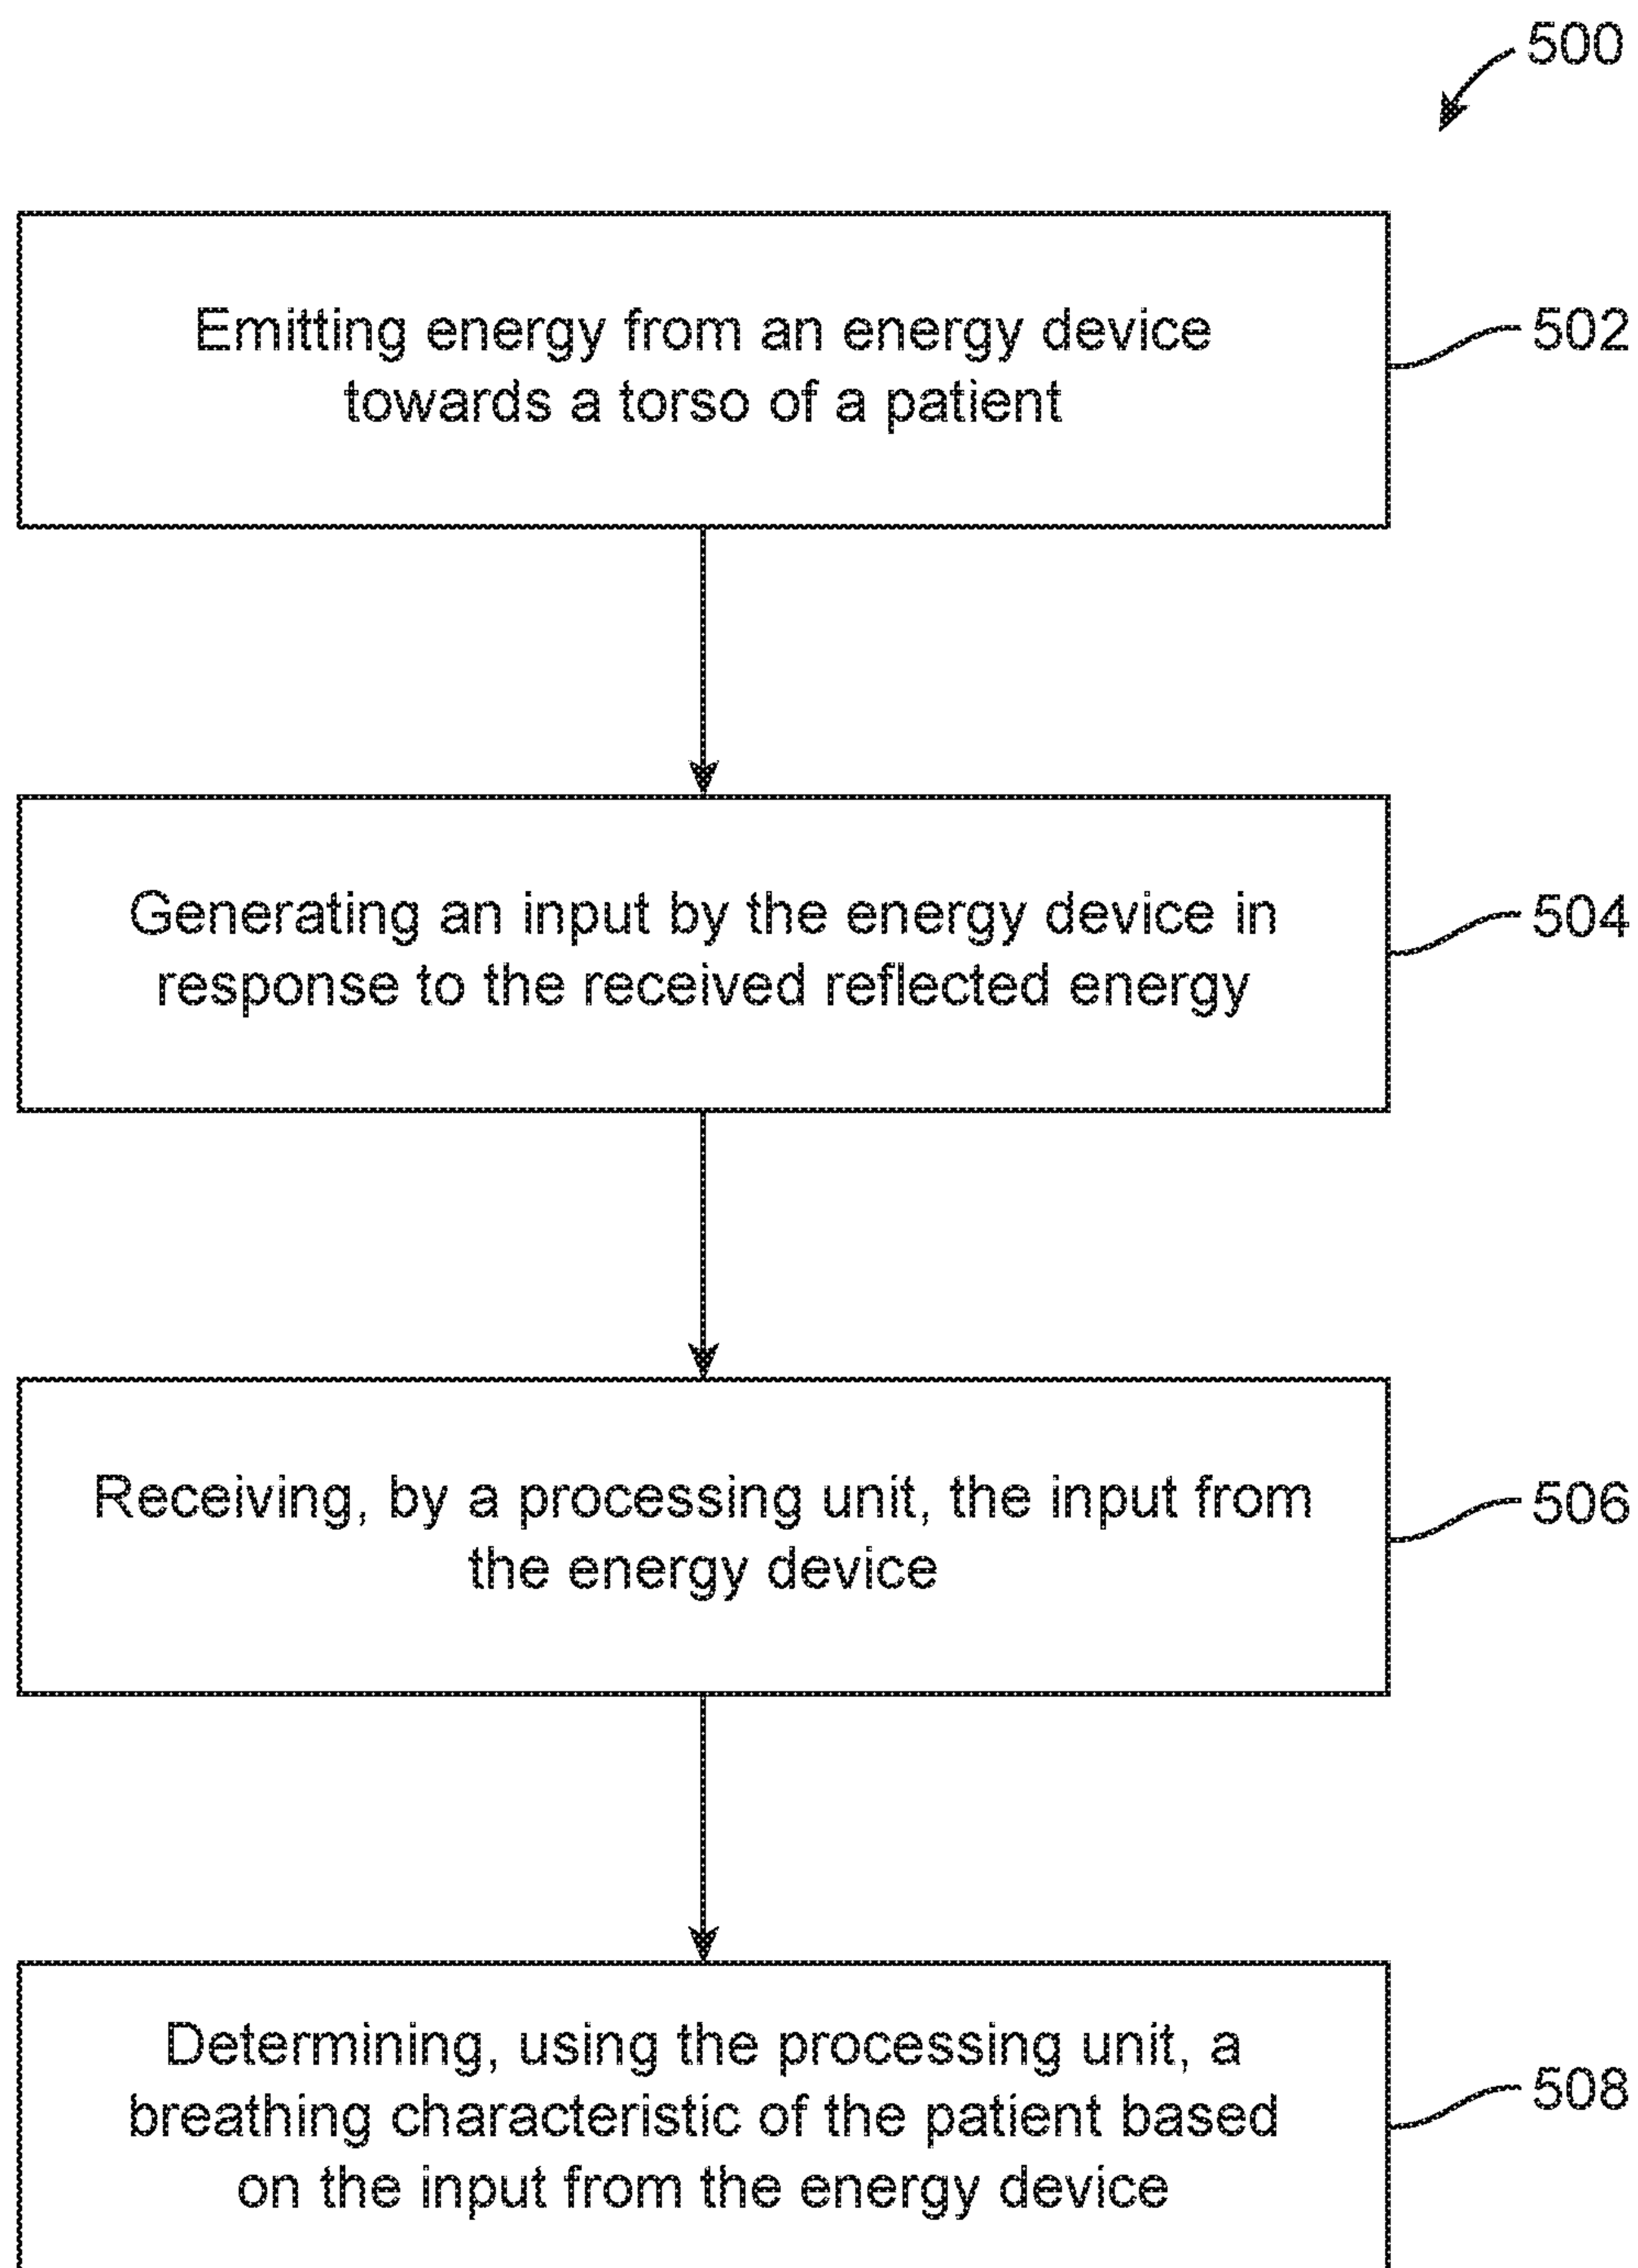 500
Emitting energy from an energy device
towards a torso of a patient
502
Generating an input by the energy device in
response to the received reflected energy
504
Receiving, by a processing unit, the input from
the energy device
506
Determining, using the processing unit, a
breathing characteristic of the patient based
on the input from the energy device
508